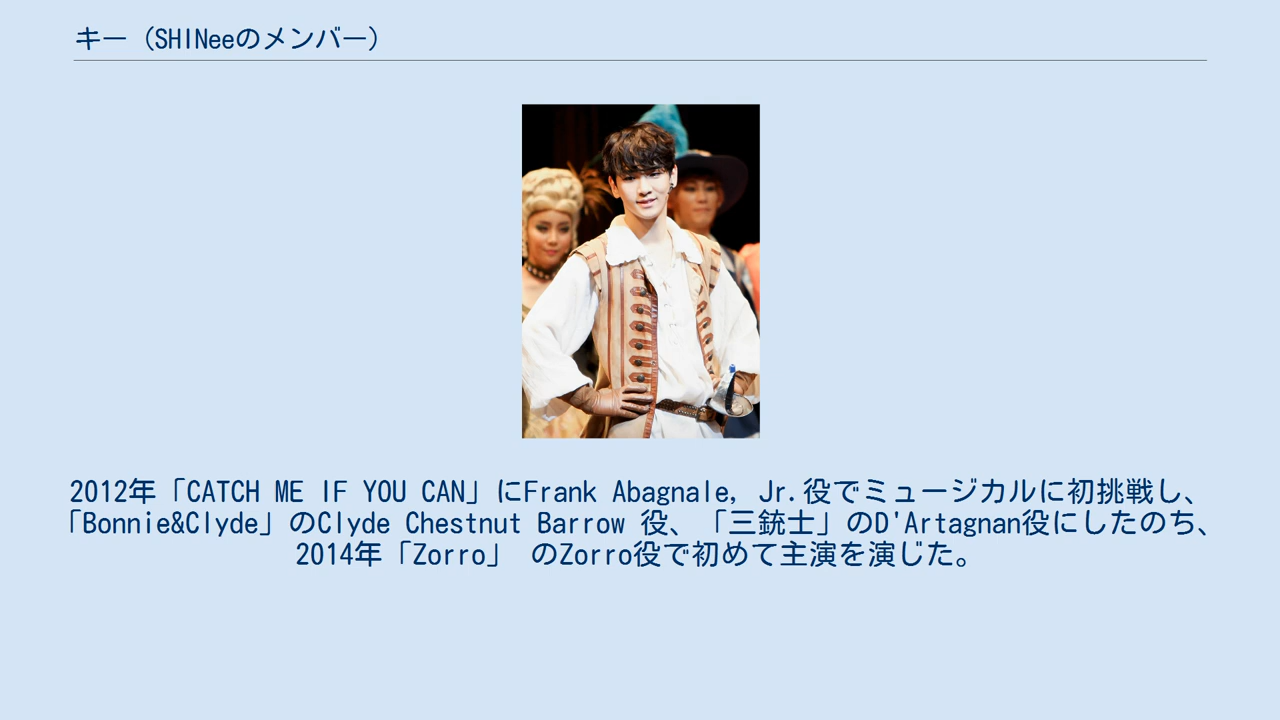 キー（SHINeeのメンバー）
2012年「CATCH ME IF YOU CAN」にFrank Abagnale, Jr.役でミュージカルに初挑戦し、
「Bonnie&Clyde」のClyde Chestnut Barrow 役、「三銃士」のD'Artagnan役にしたのち、
2014年「Zorro」 のZorro役で初めて主演を演じた。